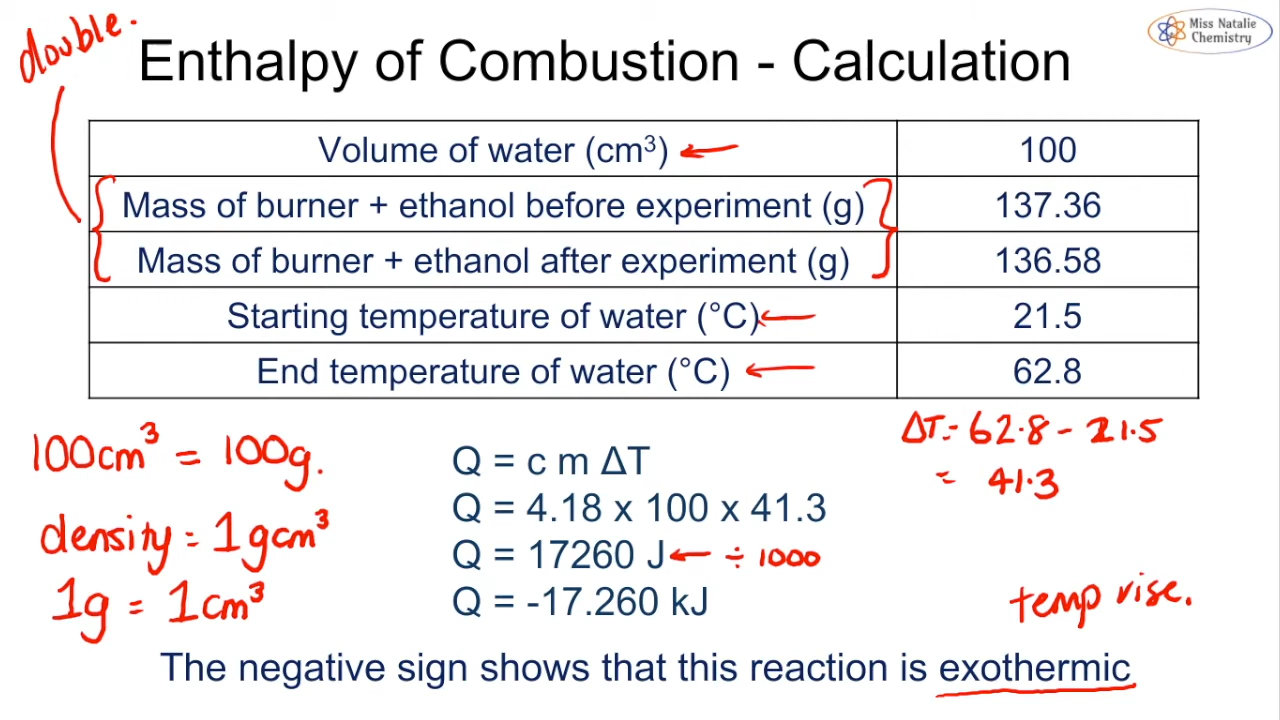 double.
Miss Natalie
Chemistry
Enthalpy of Combustion - Calculation
Volume of water (cm³) ← 100
Mass of burner + ethanol before experiment (g) 137.36
Mass of burner + ethanol after experiment (g) 136.58
Starting temperature of water (°C) ← 21.5
End temperature of water (°C) ← 62.8
100cm³ = 100g.
density = 1gcm³
1g = 1cm³
Q = c m ΔT
Q = 4.18 x 100 x 41.3
Q = 17260 J ← ÷ 1000
Q = -17.260 kJ
ΔT = 62.8 - 21.5
= 41.3
temp rise.
The negative sign shows that this reaction is exothermic